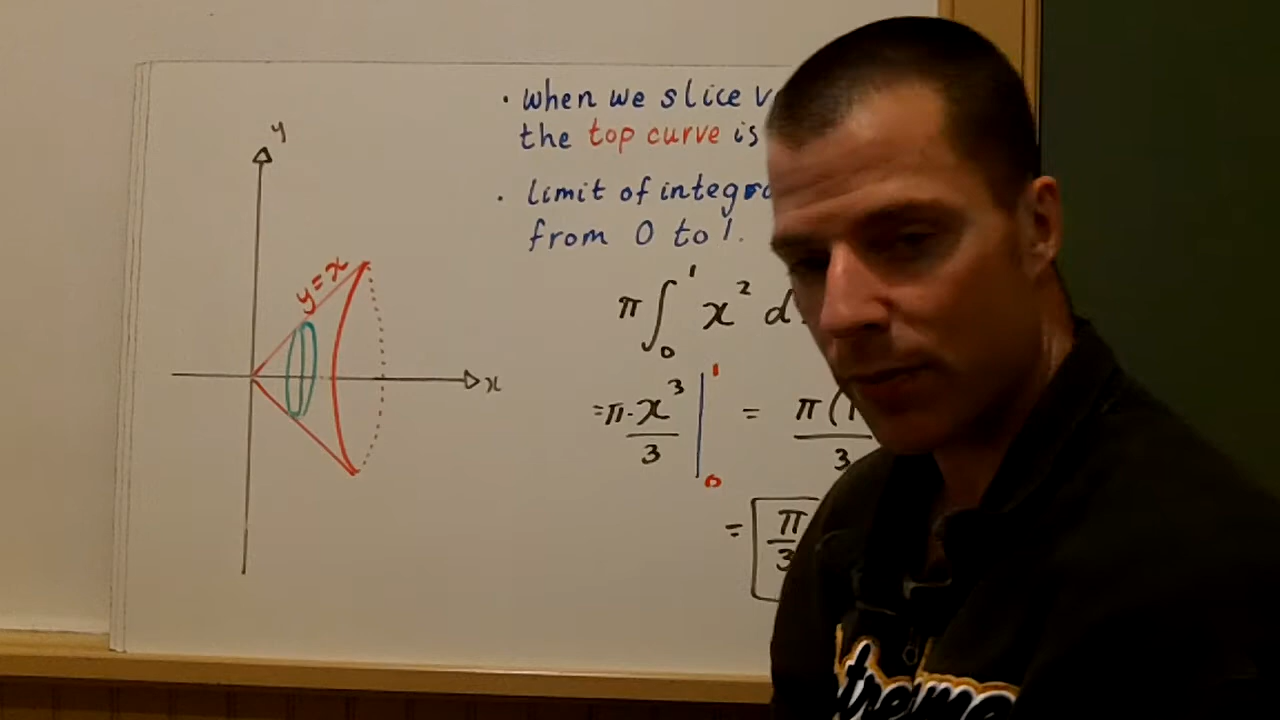 y
y=x
x
· when we slice
the top curve is
· limit of
from 0 to 1.
π∫₀¹ x²
=π·x³/3 |₀¹ = π(1/3
= π/3
xtreme